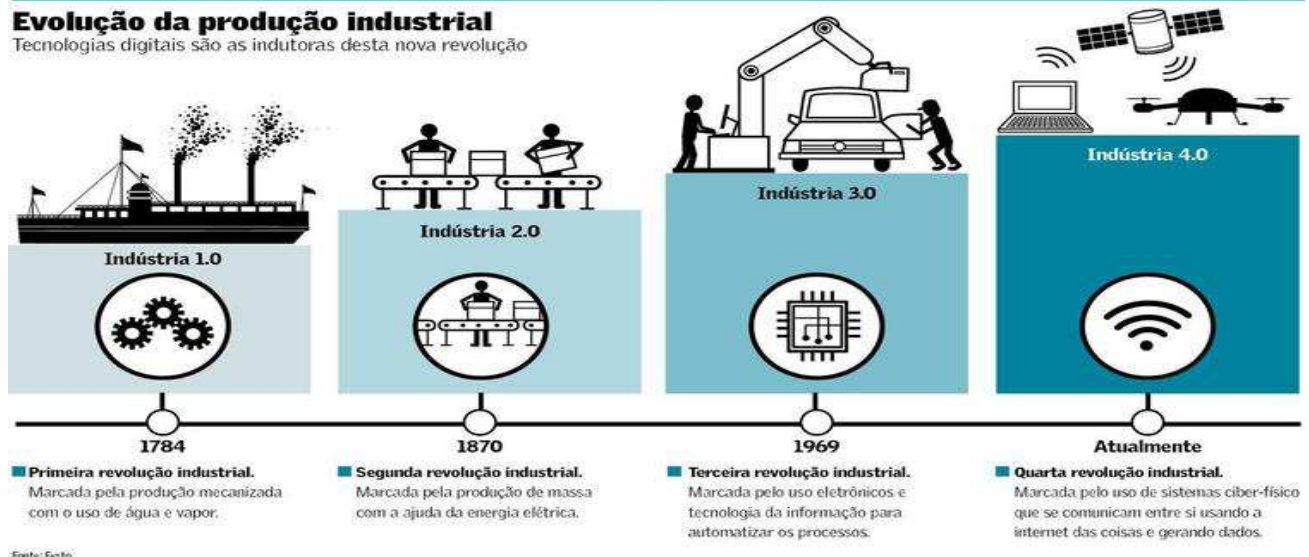 Evolução da produção industrial
Tecnologias digitais são as indutoras desta nova revolução
Indústria 1.0
Indústria 2.0
Indústria 3.0
Indústria 4.0
1784
1870
1969
Atualmente
Primeira revolução industrial.
Marcada pela produção mecanizada
com o uso de água e vapor.
Segunda revolução industrial.
Marcada pela produção de massa
com a ajuda da energia elétrica.
Terceira revolução industrial.
Marcada pelo uso eletrônicos e
tecnologia da informação para
automatizar os processos.
Quarta revolução industrial.
Marcada pelo uso de sistemas ciber-físico
que se comunicam entre si usando a
internet das coisas e gerando dados.
Fonte: